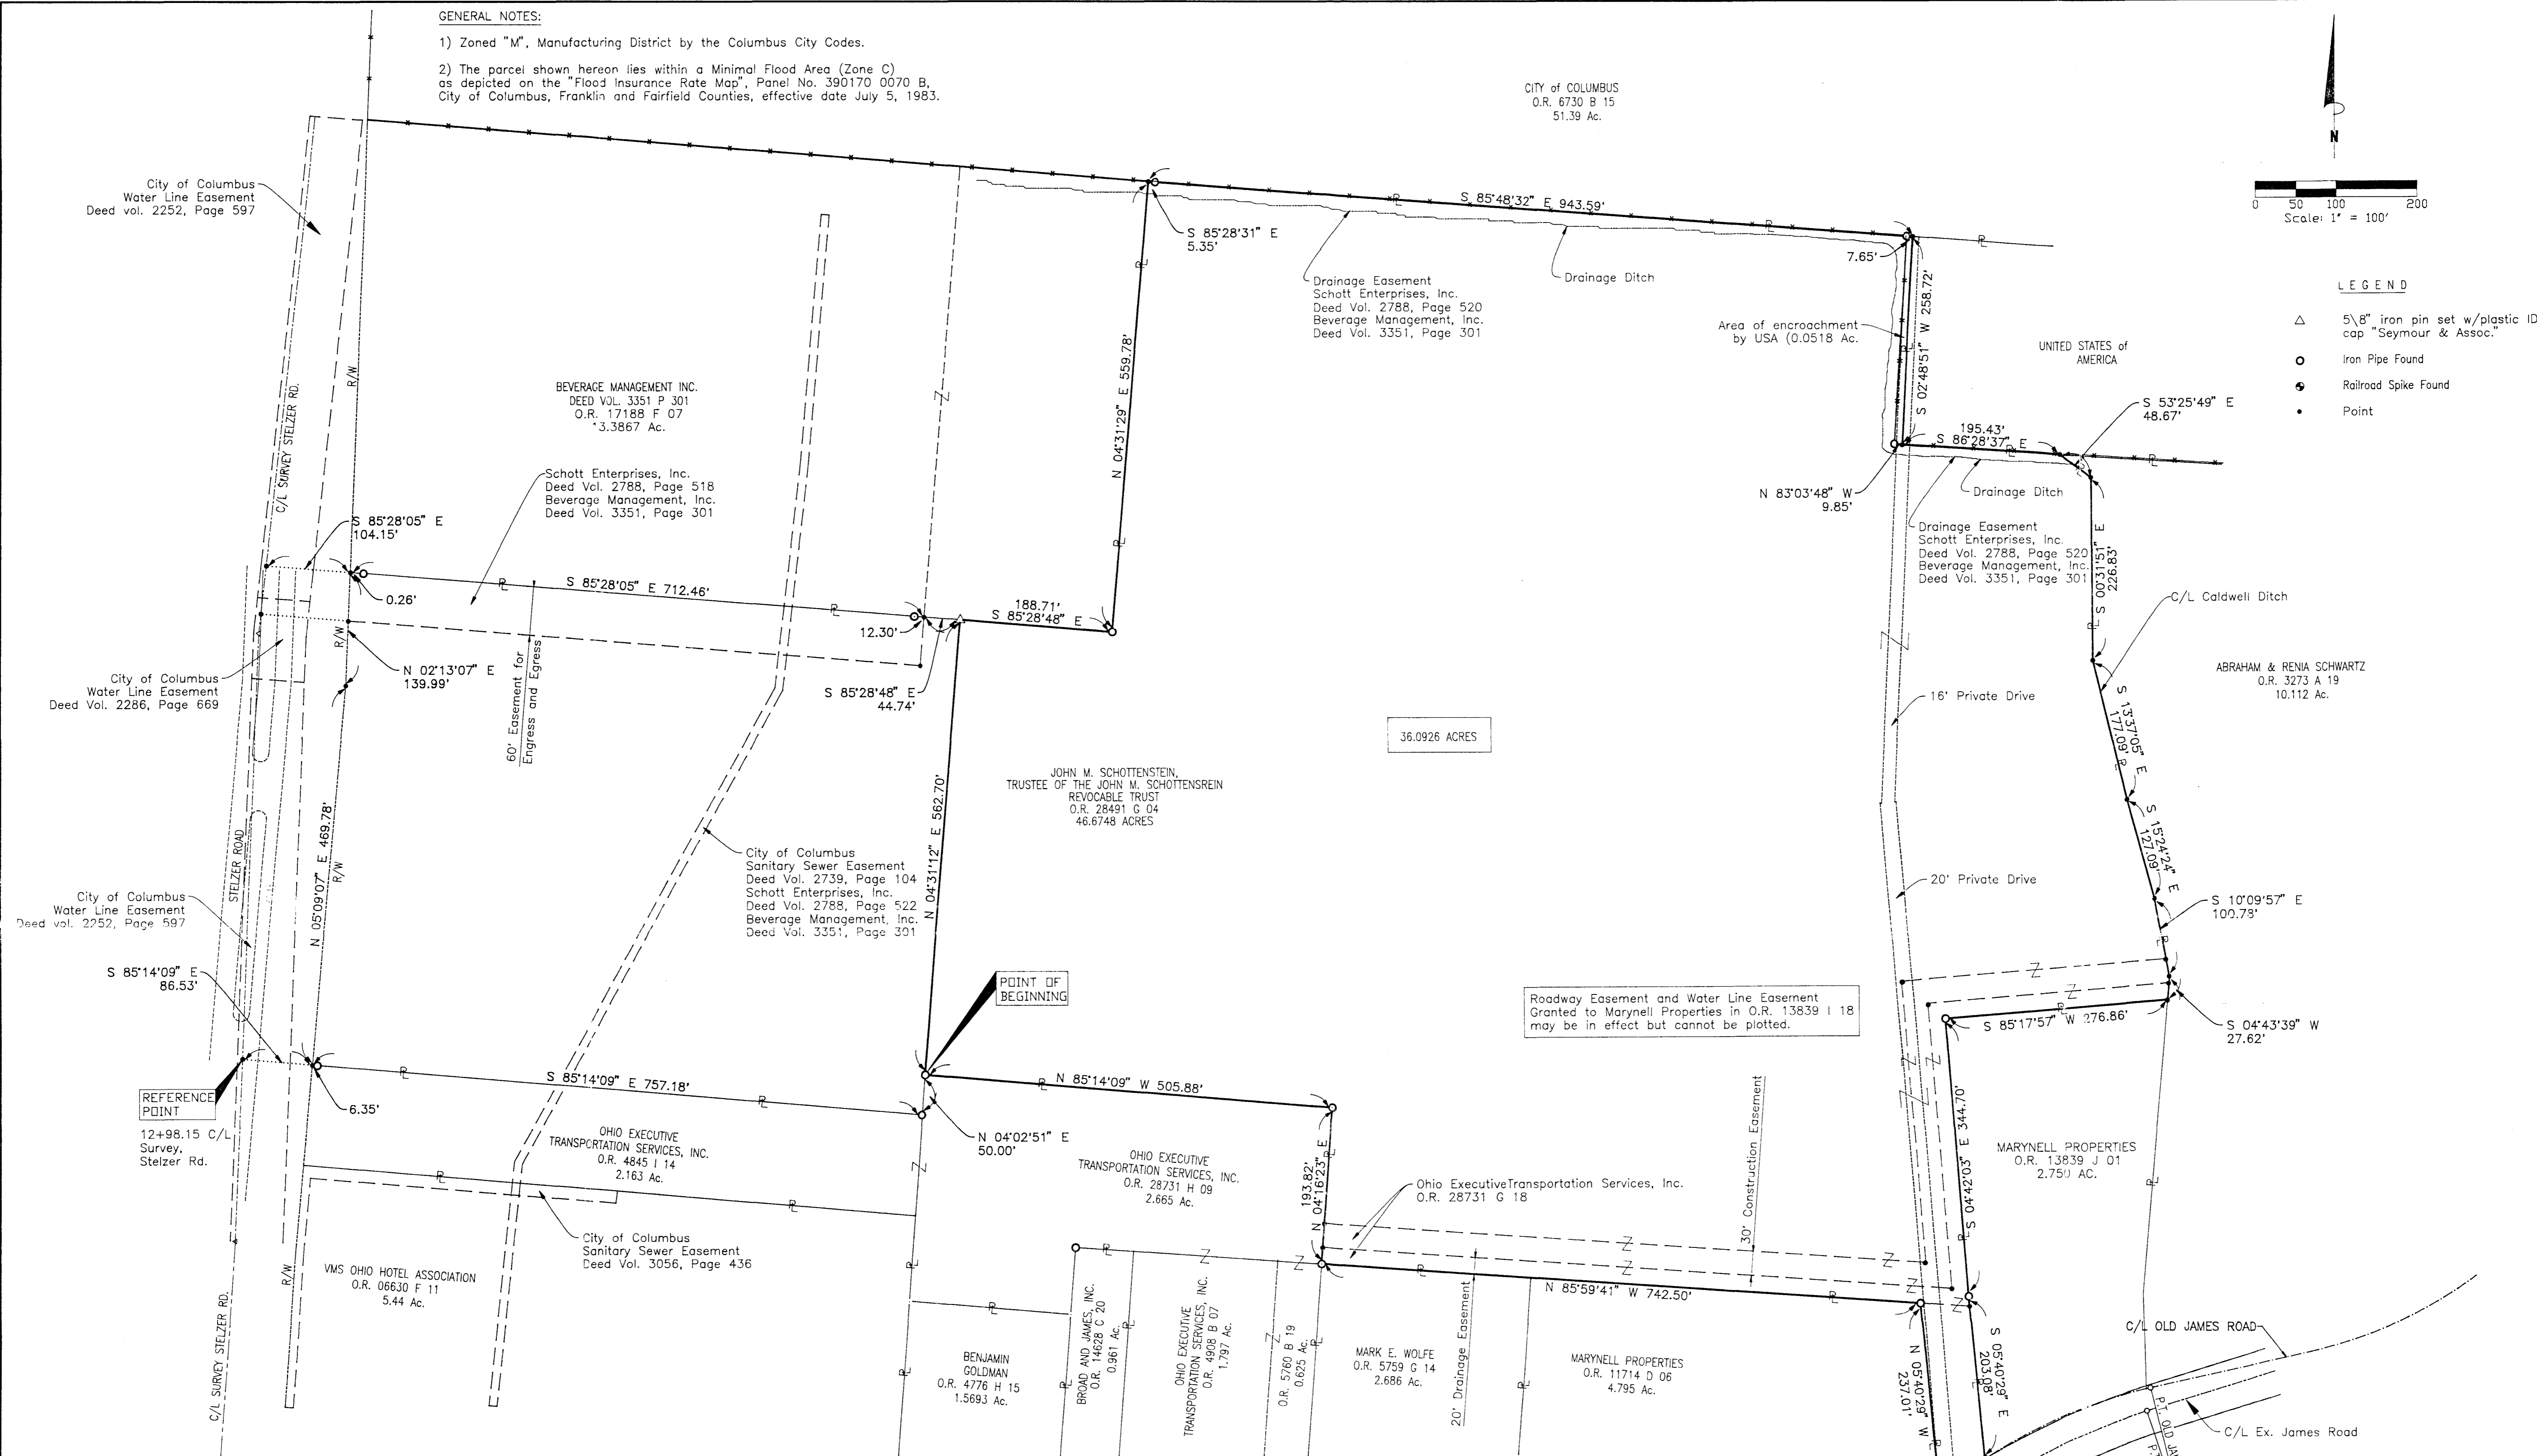 GENERAL NOTES:
1) Zoned "M", Manufacturing District by the Columbus City Codes.
2) The parcel shown hereon lies within a Minimal Flood Area (Zone C)
as depicted on the "Flood Insurance Rate Map", Panel No. 390170 0070 B,
City of Columbus, Franklin and Fairfield Counties, effective date July 5, 1983.
CITY of COLUMBUS
O.R. 6730 B 15
51.39 Ac.
N
0 50 100 200
Scale: 1" = 100'
LEGEND
5\8" iron pin set w/plastic ID
cap "Seymour & Assoc."
Iron Pipe Found
Railroad Spike Found
Point
City of Columbus
Water Line Easement
Deed vol. 2252, Page 597
S 85°48'32" E 943.59'
S 85°28'31" E
5.35'
7.65'
Drainage Easement
Schott Enterprises, Inc.
Deed Vol. 2788, Page 520
Beverage Management, Inc.
Deed Vol. 3351, Page 301
Drainage Ditch
Area of encroachment
by USA (0.0518 Ac.
S 02°48'51" W 258.72'
UNITED STATES of
AMERICA
S 53°25'49" E
48.67'
195.43'
S 86°28'37" E
N 83°03'48" W
9.85'
Drainage Ditch
Drainage Easement
Schott Enterprises, Inc.
Deed Vol. 2788, Page 520
Beverage Management, Inc.
Deed Vol. 3351, Page 301
S 00°31'51" E
226.83'
C/L Caldwell Ditch
ABRAHAM & RENIA SCHWARTZ
O.R. 3273 A 19
10.112 Ac.
S 13°37'05" E
177.09'
S 15°24'24" E
127.09'
S 10°09'57" E
100.78'
S 04°43'39" W
27.62'
S 85°17'57" W 276.86'
R/W
C/L SURVEY STELZER RD.
BEVERAGE MANAGEMENT INC.
DEED VOL. 3351 P 301
O.R. 17188 F 07
13.3867 Ac.
N 04°31'29" E 559.78'
Schott Enterprises, Inc.
Deed Vol. 2788, Page 518
Beverage Management, Inc.
Deed Vol. 3351, Page 301
S 85°28'05" E
104.15'
0.26'
S 85°28'05" E 712.46'
12.30'
188.71'
S 85°28'48" E
S 85°28'48" E
44.74'
R/W
N 02°13'07" E
139.99'
City of Columbus
Water Line Easement
Deed Vol. 2286, Page 669
60' Easement for
Engress and Egress
16' Private Drive
36.0926 ACRES
JOHN M. SCHOTTENSTEIN,
TRUSTEE OF THE JOHN M. SCHOTTENSREIN
REVOCABLE TRUST
O.R. 28491 G 04
46.6748 ACRES
N 04°31'12" E 562.70'
City of Columbus
Sanitary Sewer Easement
Deed Vol. 2739, Page 104
Schott Enterprises, Inc.
Deed Vol. 2788, Page 522
Beverage Management, Inc.
Deed Vol. 3351, Page 301
STELZER ROAD
N 05°09'07" E 469.78'
R/W
City of Columbus
Water Line Easement
Deed vol. 2252, Page 597
S 85°14'09" E
86.53'
20' Private Drive
POINT OF
BEGINNING
Roadway Easement and Water Line Easement
Granted to Marynell Properties in O.R. 13839 I 18
may be in effect but cannot be plotted.
REFERENCE
POINT
12+98.15 C/L
Survey,
Stelzer Rd.
6.35'
S 85°14'09" E 757.18'
N 85°14'09" W 505.88'
N 04°02'51" E
50.00'
OHIO EXECUTIVE
TRANSPORTATION SERVICES, INC.
O.R. 4845 I 14
2.163 Ac.
OHIO EXECUTIVE
TRANSPORTATION SERVICES, INC.
O.R. 28731 H 09
2.665 Ac.
193.82'
N 04°16'23" E
Ohio ExecutiveTransportation Services, Inc.
O.R. 28731 G 18
30' Construction Easement
S 04°42'03" E 344.70'
MARYNELL PROPERTIES
O.R. 13839 J 01
2.750 AC.
City of Columbus
Sanitary Sewer Easement
Deed Vol. 3056, Page 436
VMS OHIO HOTEL ASSOCIATION
O.R. 06630 F 11
5.44 Ac.
R/W
C/L SURVEY STELZER RD.
N 85°59'41" W 742.50'
20' Drainage Easement
BENJAMIN
GOLDMAN
O.R. 4776 H 15
1.5693 Ac.
BROAD AND JAMES, INC.
O.R. 14628 C 20
0.961 Ac.
OHIO EXECUTIVE
TRANSPORTATION SERVICES, INC.
O.R. 4908 B 07
1.797 Ac.
O.R. 5760 B 19
0.625 Ac.
MARK E. WOLFE
O.R. 5759 G 14
2.686 Ac.
MARYNELL PROPERTIES
O.R. 11714 D 06
4.795 Ac.
N 05°40'29" W
237.01'
S 05°40'29" E
203.08'
C/L OLD JAMES ROAD
C/L Ex. James Road
P.T. OLD